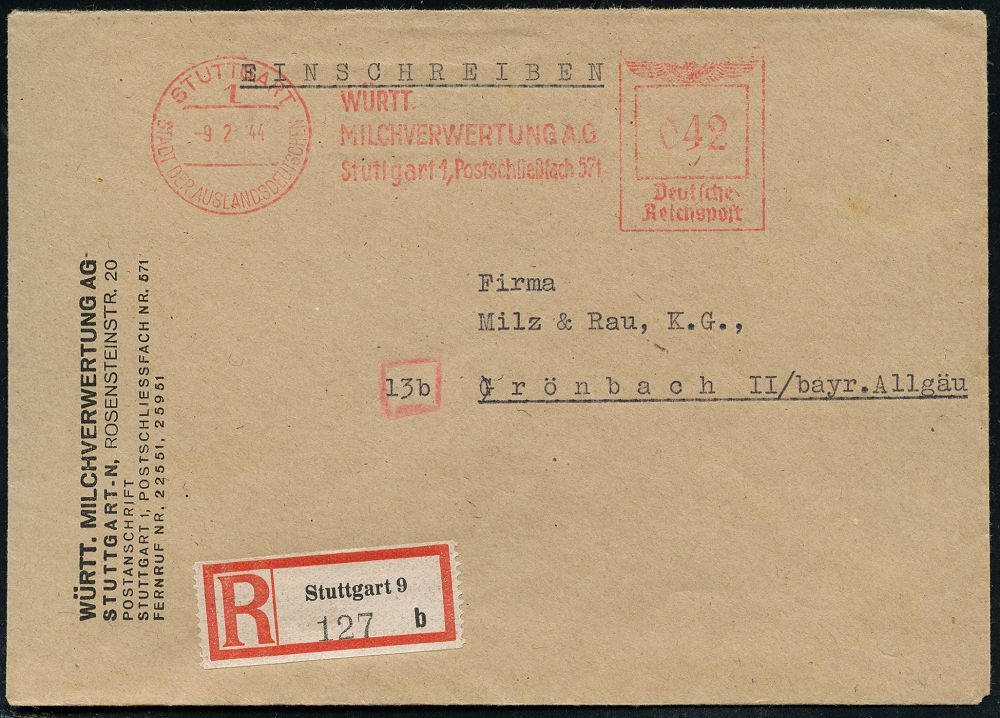 EINSCHREIBEN
STUTTGART
1
-9 2 44
STADT DER AUSLANDSDEUTSCHEN
WÜRTT.
MILCHVERWERTUNG AG
Stuttgart 1, Postschließfach 571
042
Deutsche
Reichspost
Firma
Milz & Rau, K.G.,
13b
Grönbach II/bayr.Allgäu
WÜRTT. MILCHVERWERTUNG AG
STUTTGART-N, ROSENSTEINSTR. 20
POSTANSCHRIFT
STUTTGART 1, POSTSCHLIESSFACH NR. 571
FERNRUF NR. 22551, 25951
R
Stuttgart 9
127 b